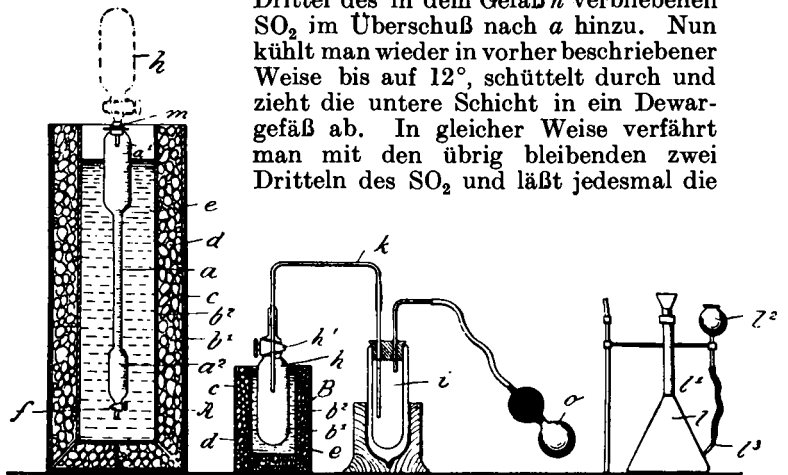 Drittel des in dem Gefäß h verbliebenen
SO₂ im Überschuß nach a hinzu. Nun
kühlt man wieder in vorher beschriebener
Weise bis auf 12°, schüttelt durch und
zieht die untere Schicht in ein Dewar-
gefäß ab. In gleicher Weise verfährt
man mit den übrig bleibenden zwei
Dritteln des SO₂ und läßt jedesmal die
h
m
a¹
e
d
a
c
b²
b¹
a²
f
A
k
h'
h
c
B
b²
b¹
d
e
i
o
l²
l¹
l
l³